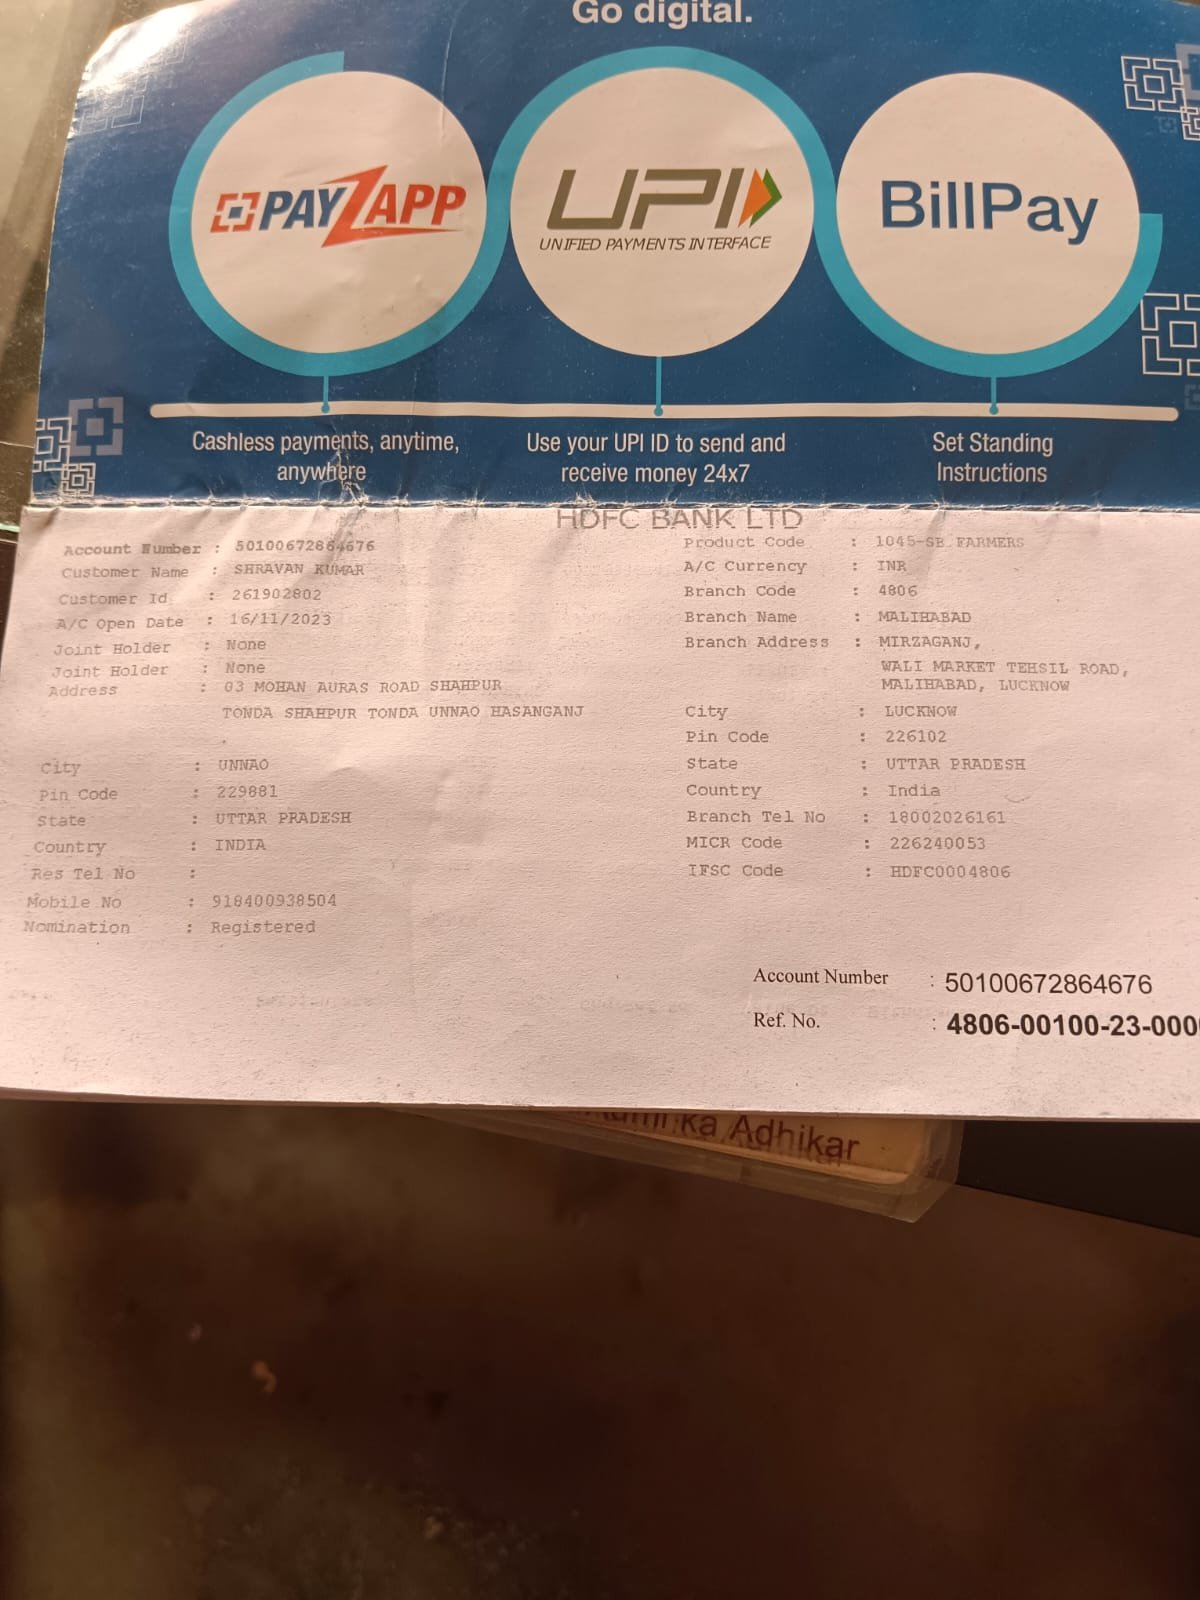 Go digital.
PAYZAPP
UPI
UNIFIED PAYMENTS INTERFACE
BillPay
Cashless payments, anytime,
anywhere
Use your UPI ID to send and
receive money 24x7
Set Standing
Instructions
HDFC BANK LTD
Account Number : 50100672864676
Customer Name : SHRAVAN KUMAR
Customer Id : 261902802
A/C Open Date : 16/11/2023
Joint Holder : None
Joint Holder : None
Address : 03 MOHAN AURAS ROAD SHAHPUR
TONDA SHAHPUR TONDA UNNAO HASANGANJ
.
City : UNNAO
Pin Code : 229881
State : UTTAR PRADESH
Country : INDIA
Res Tel No :
Mobile No : 918400938504
Nomination : Registered
Product Code : 1045-SB FARMERS
A/C Currency : INR
Branch Code : 4806
Branch Name : MALIHABAD
Branch Address : MIRZAGANJ,
WALI MARKET TEHSIL ROAD,
MALIHABAD, LUCKNOW
City : LUCKNOW
Pin Code : 226102
State : UTTAR PRADESH
Country : India
Branch Tel No : 18002026161
MICR Code : 226240053
IFSC Code : HDFC0004806
Account Number : 50100672864676
Ref. No. : 4806-00100-23-000
ka Adhikar